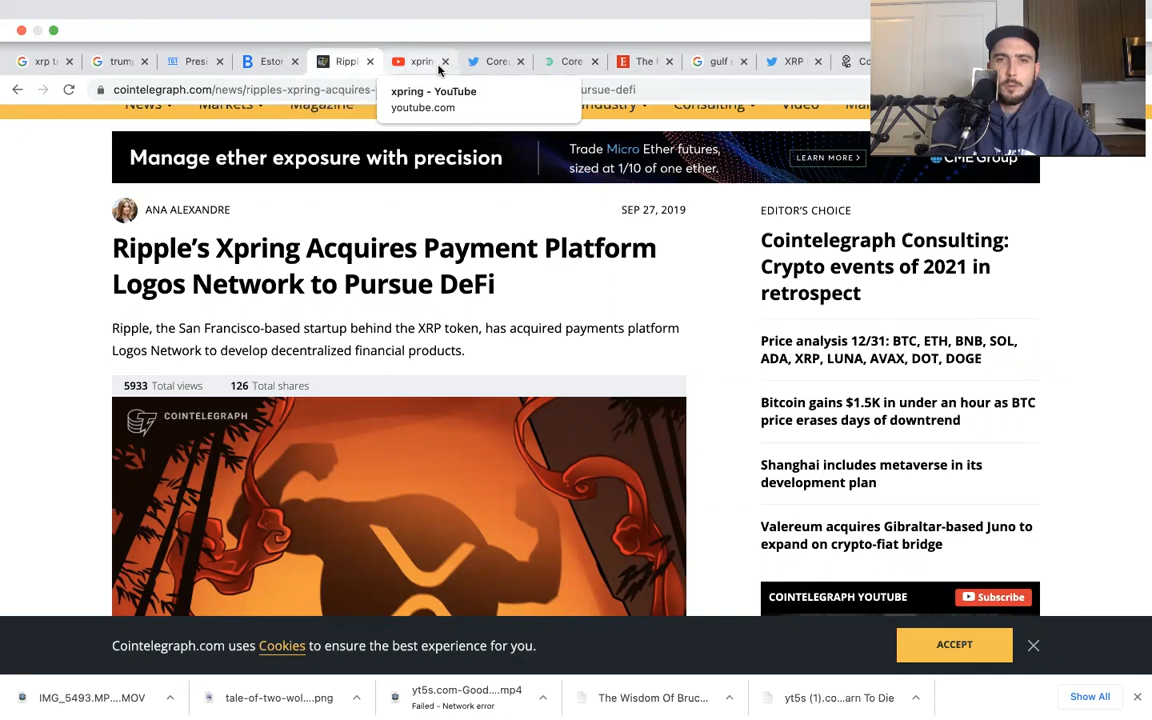 xrp t
trum
Presi
Estor
Rippl
xprin
Core
Core
The
gulf
XRP
Co
cointelegraph.com/news/ripples-xpring-acquires-
ursue-defi
xpring - YouTube
youtube.com
News
Markets
Magazine
Consulting
Video
Manage ether exposure with precision
Trade Micro Ether futures,
sized at 1/10 of one ether.
LEARN MORE >
CME Group
ANA ALEXANDRE
SEP 27, 2019
Ripple’s Xpring Acquires Payment Platform
Logos Network to Pursue DeFi
Ripple, the San Francisco-based startup behind the XRP token, has acquired payments platform
Logos Network to develop decentralized financial products.
5933 Total views 126 Total shares
COINTELEGRAPH
EDITOR’S CHOICE
Cointelegraph Consulting:
Crypto events of 2021 in
retrospect
Price analysis 12/31: BTC, ETH, BNB, SOL,
ADA, XRP, LUNA, AVAX, DOT, DOGE
Bitcoin gains $1.5K in under an hour as BTC
price erases days of downtrend
Shanghai includes metaverse in its
development plan
Valereum acquires Gibraltar-based Juno to
expand on crypto-fiat bridge
COINTELEGRAPH YOUTUBE
Subscribe
Cointelegraph.com uses Cookies to ensure the best experience for you.
ACCEPT
IMG_5493.MP....MOV
tale-of-two-wol....png
yt5s.com-Good....mp4
Failed - Network error
The Wisdom Of Bruc...
yt5s (1).co...arn To Die
Show All